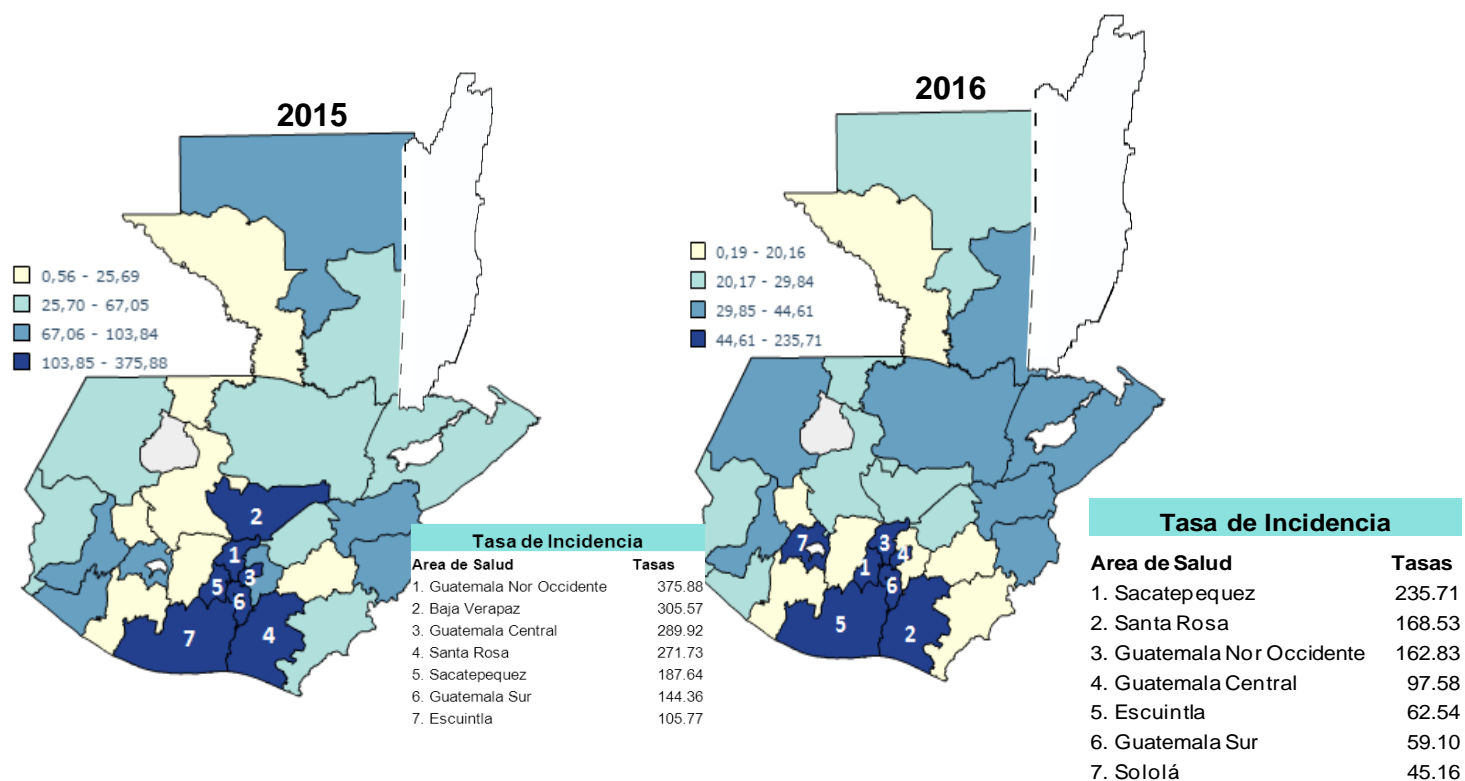 2015
0,56 - 25,69
25,70 - 67,05
67,06 - 103,84
103,85 - 375,88
2
1
3
5
6
4
7
Tasa de Incidencia
Area de Salud Tasas
1. Guatemala Nor Occidente 375.88
2. Baja Verapaz 305.57
3. Guatemala Central 289.92
4. Santa Rosa 271.73
5. Sacatepequez 187.64
6. Guatemala Sur 144.36
7. Escuintla 105.77
2016
0,19 - 20,16
20,17 - 29,84
29,85 - 44,61
44,61 - 235,71
7
3
4
1
6
5
2
Tasa de Incidencia
Area de Salud Tasas
1. Sacatepequez 235.71
2. Santa Rosa 168.53
3. Guatemala Nor Occidente 162.83
4. Guatemala Central 97.58
5. Escuintla 62.54
6. Guatemala Sur 59.10
7. Sololá 45.16